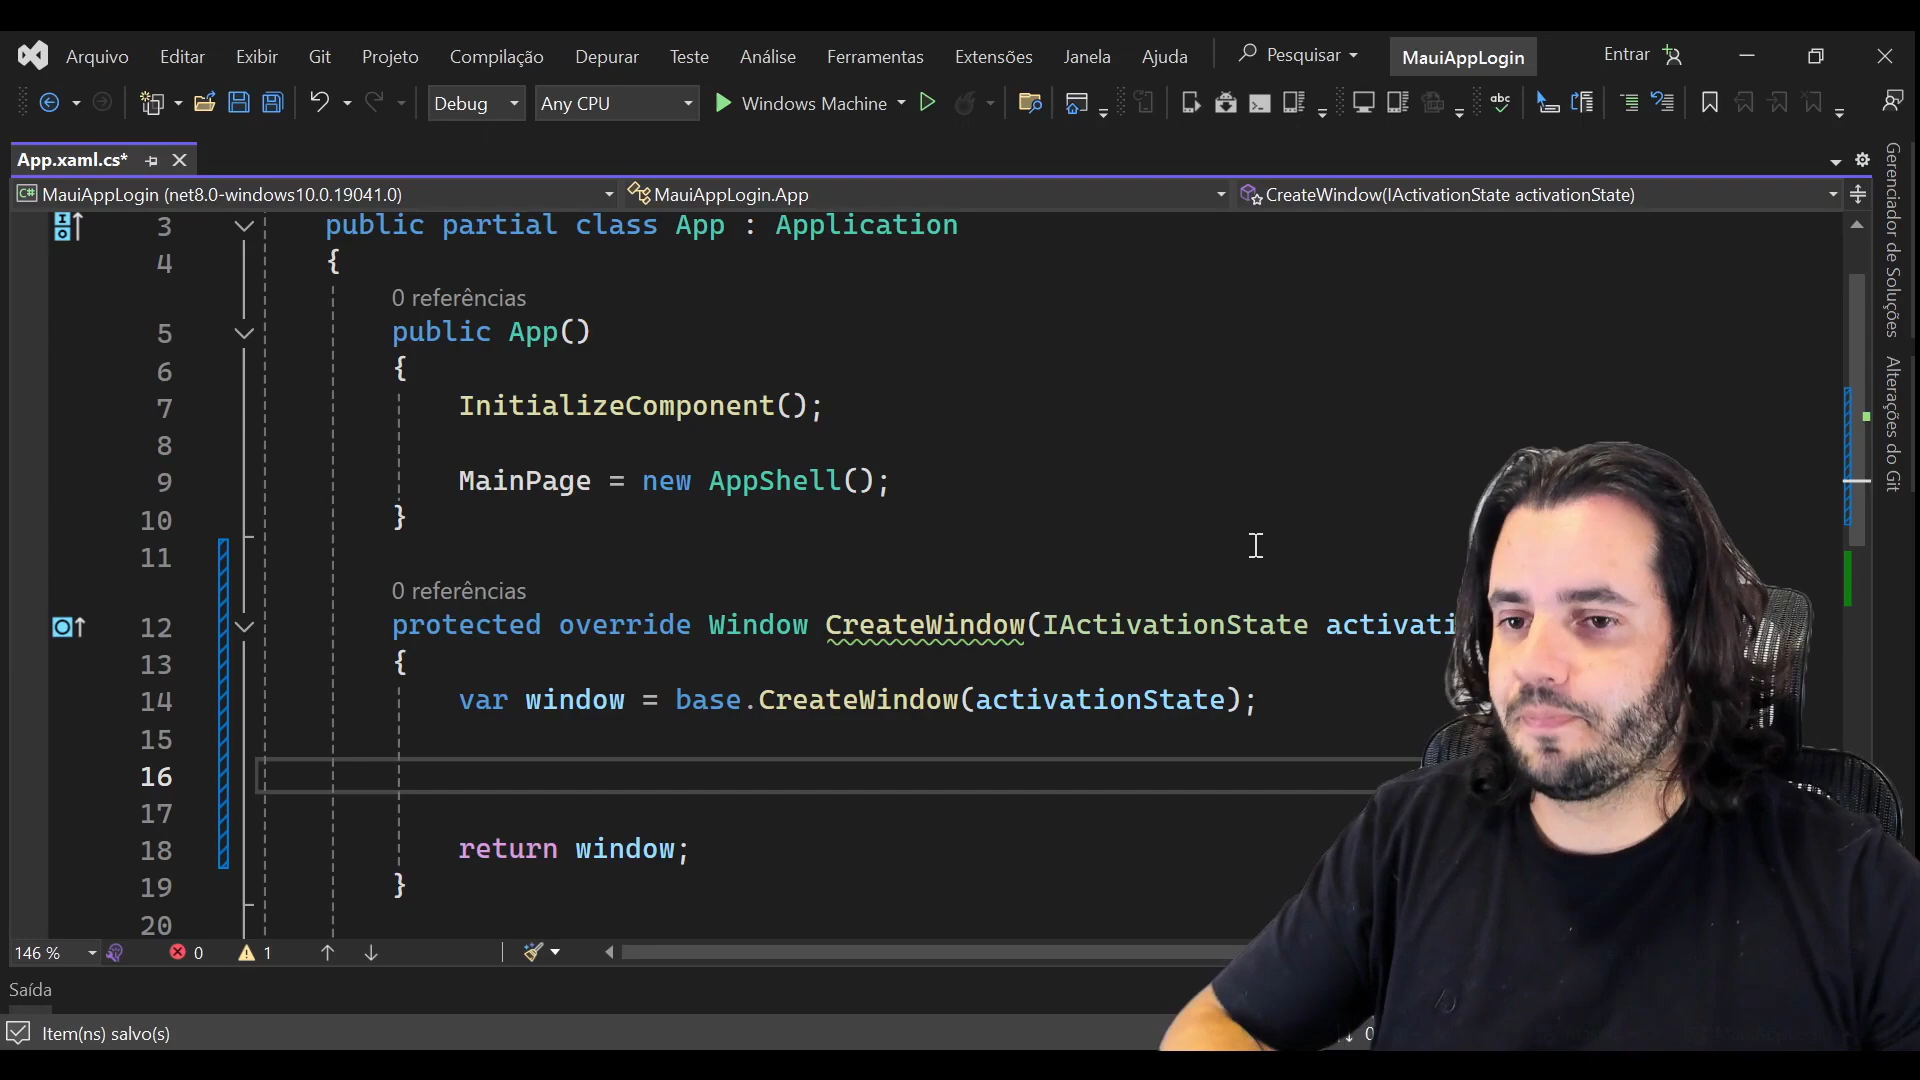 Arquivo Editar Exibir Git Projeto Compilação Depurar Teste Análise Ferramentas Extensões Janela Ajuda Pesquisar MauiAppLogin Entrar
Debug Any CPU Windows Machine
App.xaml.cs*
C# MauiAppLogin (net8.0-windows10.0.19041.0) MauiAppLogin.App CreateWindow(IActivationState activationState)
3 public partial class App : Application
4 {
0 referências
5 public App()
6 {
7 InitializeComponent();
8
9 MainPage = new AppShell();
10 }
11
0 referências
12 protected override Window CreateWindow(IActivationState activati
13 {
14 var window = base.CreateWindow(activationState);
15
16
17
18 return window;
19 }
20
146 % 0 1
Saída
Item(ns) salvo(s) 0
Gerenciador de Soluções
Alterações do Git